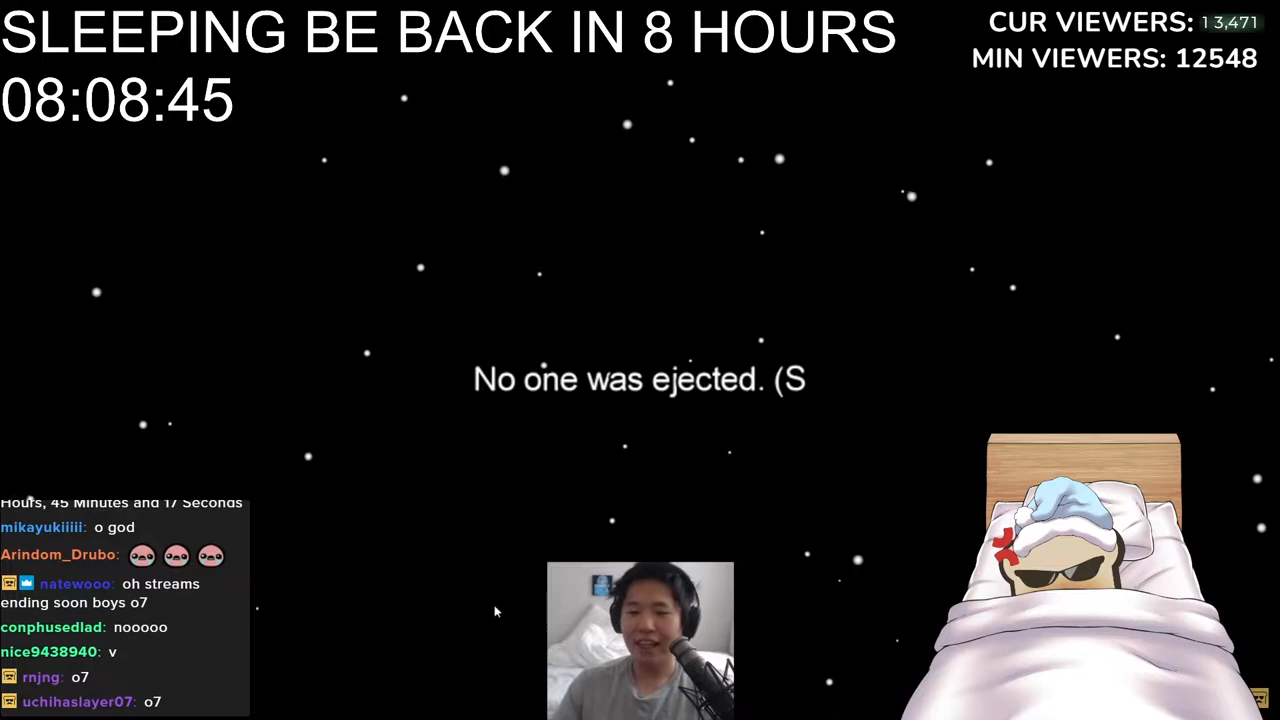 SLEEPING BE BACK IN 8 HOURS
08:08:45
CUR VIEWERS: 13,471
MIN VIEWERS: 12548
No one was ejected. (S
Hours, 45 Minutes and 17 Seconds
mikayukiiiii: o god
Arindom_Drubo:
natewooo: oh streams
ending soon boys o7
conphusedlad: nooooo
nice9438940: v
rnjng: o7
uchihaslayer07: o7